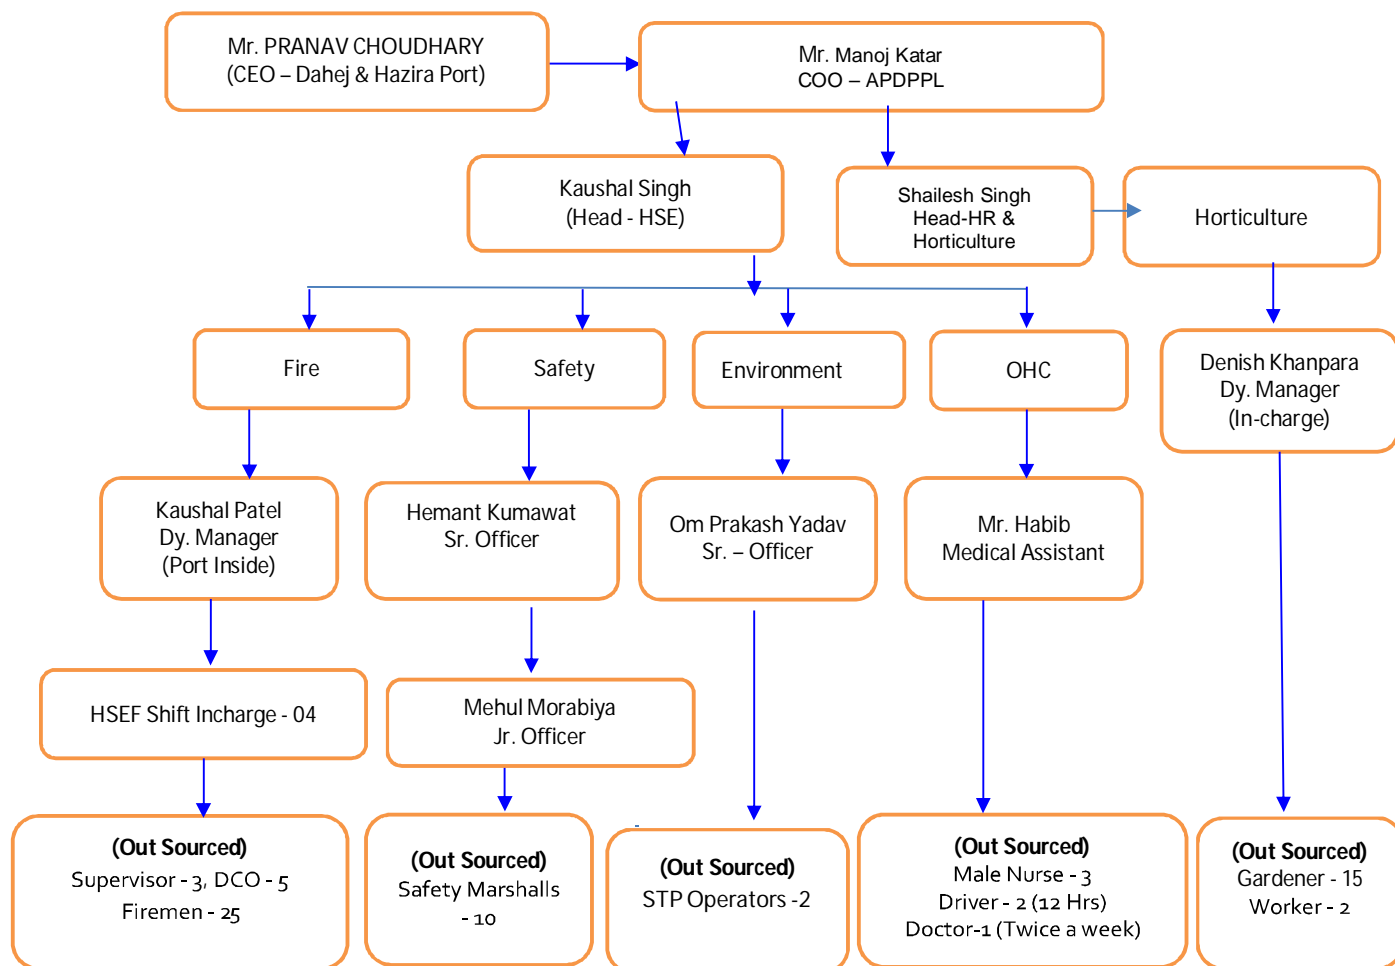 Mr. PRANAV CHOUDHARY
(CEO – Dahej & Hazira Port)
Mr. Manoj Katar
COO – APDPPL
Kaushal Singh
(Head - HSE)
Shailesh Singh
Head-HR &
Horticulture
Horticulture
Fire
Safety
Environment
OHC
Denish Khanpara
Dy. Manager
(In-charge)
Kaushal Patel
Dy. Manager
(Port Inside)
Hemant Kumawat
Sr. Officer
Om Prakash Yadav
Sr. – Officer
Mr. Habib
Medical Assistant
HSEF Shift Incharge - 04
Mehul Morabiya
Jr. Officer
(Out Sourced)
Supervisor - 3, DCO - 5
Firemen - 25
(Out Sourced)
Safety Marshalls
- 10
(Out Sourced)
STP Operators -2
(Out Sourced)
Male Nurse - 3
Driver - 2 (12 Hrs)
Doctor-1 (Twice a week)
(Out Sourced)
Gardener - 15
Worker - 2